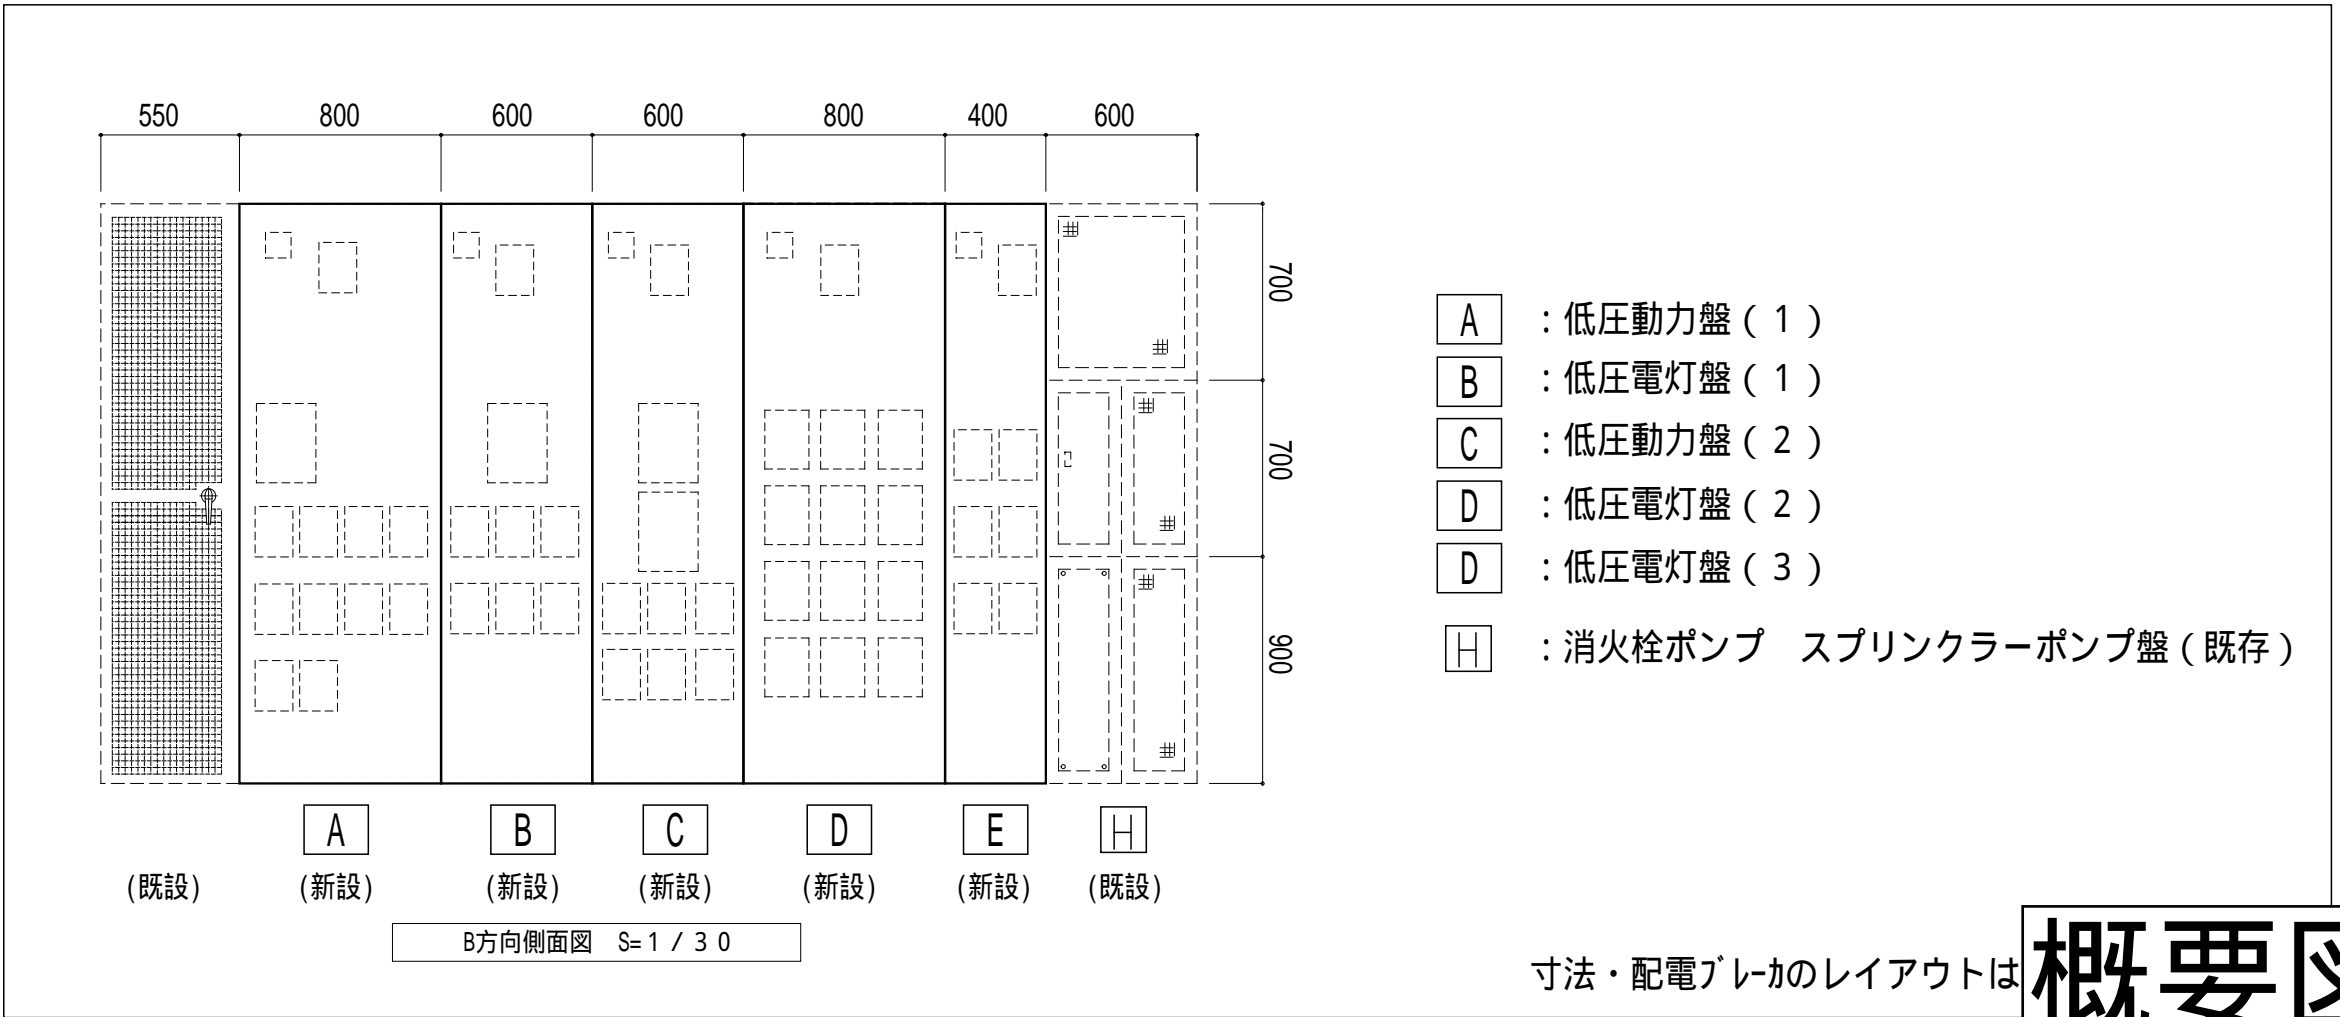 550 800 600 600 800 400 600
700
700
900
A :低圧動力盤(1)
B :低圧電灯盤(1)
C :低圧動力盤(2)
D :低圧電灯盤(2)
D :低圧電灯盤(3)
H :消火栓ポンプ スプリンクラーポンプ盤(既存)
A B C D E H
(既設) (新設) (新設) (新設) (新設) (新設) (既設)
B方向側面図 S=1/30
寸法・配電ブレーカのレイアウトは
概要図